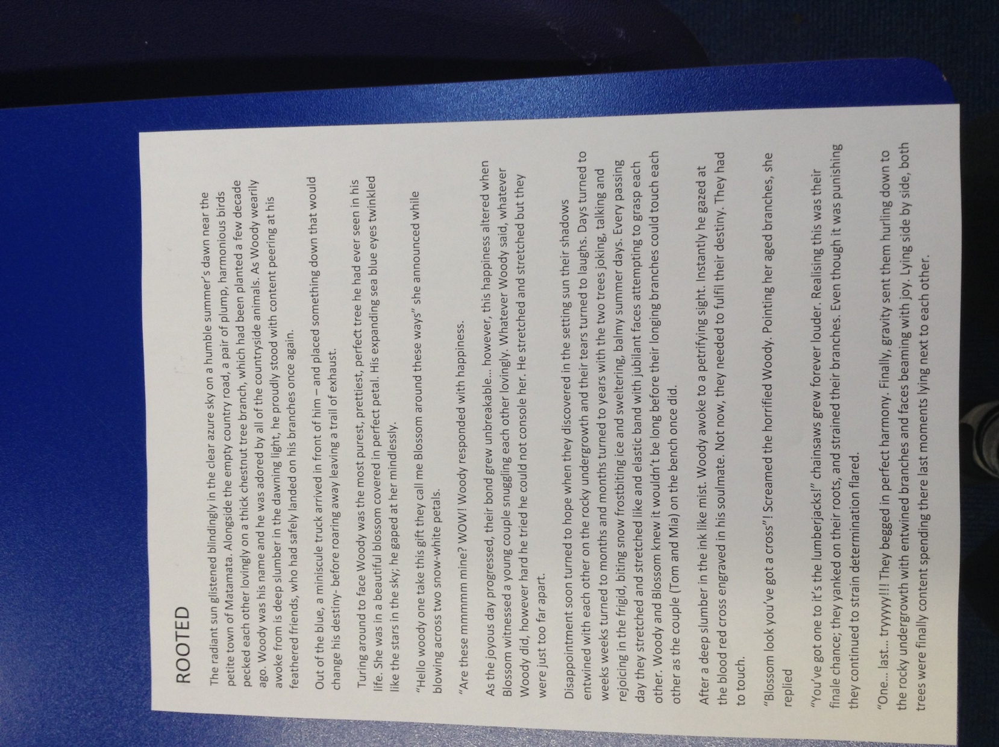 ROOTED
The radiant sun glistened blindingly in the clear azure sky on a humble summer's dawn near the
petite town of Matamata. Alongside the empty country road, a pair of plump, harmonious birds
pecked each other lovingly on a thick chestnut tree branch, which had been planted a few decade
ago. Woody was his name and he was adored by all of the countryside animals. As Woody wearily
awoke from is deep slumber in the dawning light, he proudly stood with content peering at his
feathered friends, who had safely landed on his branches once again.
Out of the blue, a miniscule truck arrived in front of him – and placed something down that would
change his destiny- before roaring away leaving a trail of exhaust.
Turing around to face Woody was the most purest, prettiest, perfect tree he had ever seen in his
life. She was in a beautiful blossom covered in perfect petal. His expanding sea blue eyes twinkled
like the stars in the sky; he gaped at her mindlessly.
“Hello woody one take this gift they call me Blossom around these ways” she announced while
blowing across two snow-white petals.
“Are these mmmmm mine? WOW! Woody responded with happiness.
As the joyous day progressed, their bond grew unbreakable... however, this happiness altered when
Blossom witnessed a young couple snuggling each other lovingly. Whatever Woody said, whatever
Woody did, however hard he tried he could not console her. He stretched and stretched but they
were just too far apart.
Disappointment soon turned to hope when they discovered in the setting sun their shadows
entwined with each other on the rocky undergrowth and their tears turned to laughs. Days turned to
weeks weeks turned to months and months turned to years with the two trees joking, talking and
rejoicing in the frigid, biting snow frostbiting ice and sweltering, balmy summer days. Every passing
day they stretched and stretched like and elastic band with jubilant faces attempting to grasp each
other. Woody and Blossom knew it wouldn't be long before their longing branches could touch each
other as the couple (Tom and Mia) on the bench once did.
After a deep slumber in the ink like mist. Woody awoke to a petrifying sight. Instantly he gazed at
the blood red cross engraved in his soulmate. Not now, they needed to fulfil their destiny. They had
to touch.
“Blossom look you've got a cross”! Screamed the horrified Woody. Pointing her aged branches, she
replied
“You've got one to it's the lumberjacks!” chainsaws grew forever louder. Realising this was their
finale chance; they yanked on their roots, and strained their branches. Even though it was punishing
they continued to strain determination flared.
“One... last... tryyyyy!!! They begged in perfect harmony. Finally, gravity sent them hurling down to
the rocky undergrowth with entwined branches and faces beaming with joy. Lying side by side, both
trees were finally content spending there last moments lying next to each other.